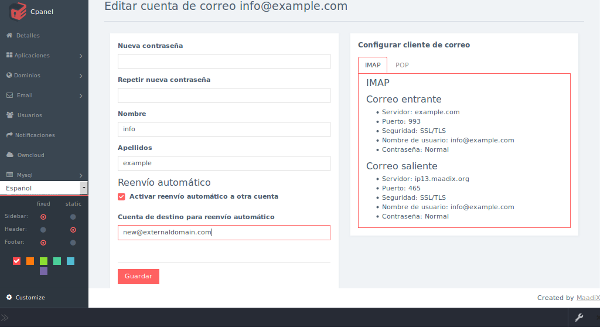 Cpanel
Detalles
Aplicaciones
Dominios
Email
Usuarios
Notificaciones
Owncloud
Mysql
Espanol
fixed static
Sidebar:
Header:
Footer:
Customize
Editar cuenta de correo info@example.com
Nueva contraseña
Repetir nueva contraseña
Nombre
info
Apellidos
example
Reenvío automático
Activar reenvío automático a otra cuenta
Cuenta de destino para reenvío automático
new@externaldomain.com
Guardar
Configurar cliente de correo
IMAP POP
IMAP
Correo entrante
Servidor: example.com
Puerto: 993
Seguridad: SSL/TLS
Nombre de usuario: info@example.com
Contraseña: Normal
Correo saliente
Servidor: ip13.maadix.org
Puerto: 465
Seguridad: SSL/TLS
Nombre de usuario: info@example.com
Contraseña: Normal
Created by MaadiX